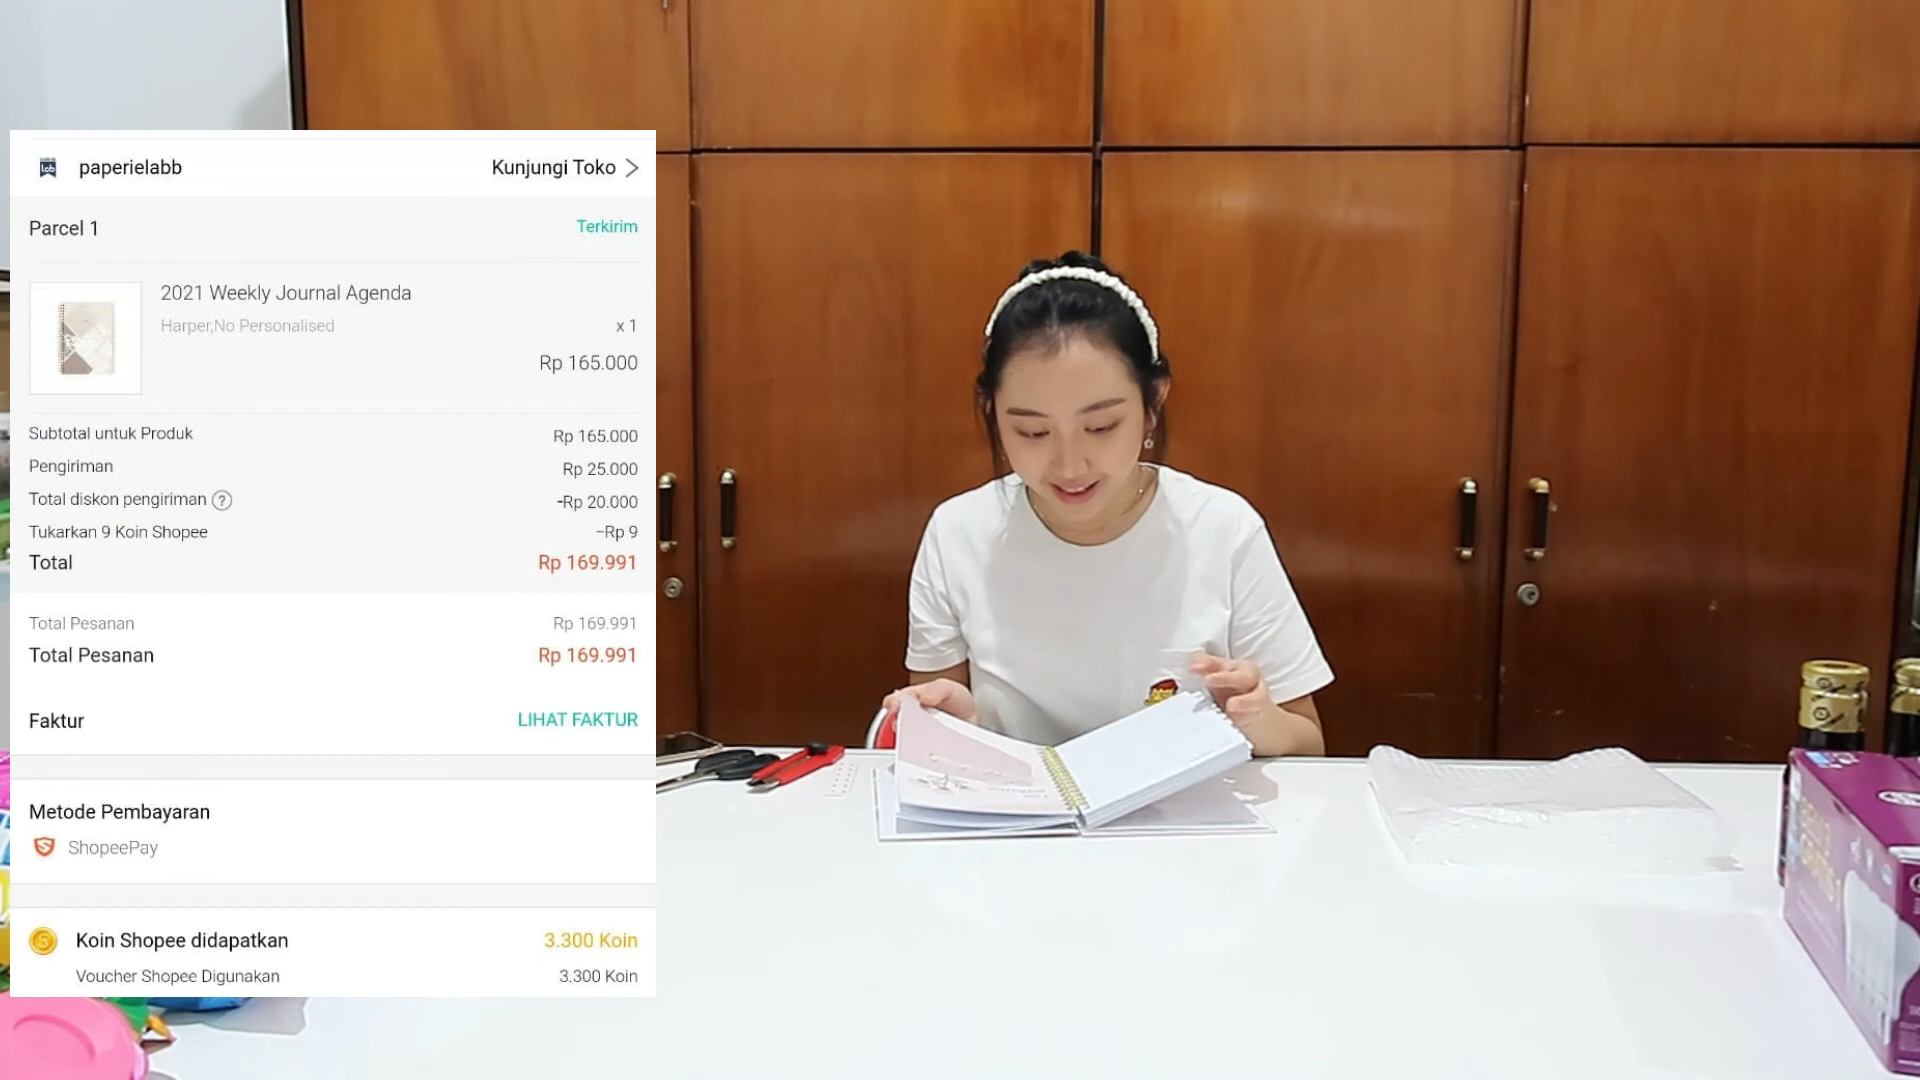 paperielabb Kunjungi Toko
Parcel 1 Terkirim
2021 Weekly Journal Agenda
Harper,No Personalised x 1
Rp 165.000
Subtotal untuk Produk Rp 165.000
Pengiriman Rp 25.000
Total diskon pengiriman ? -Rp 20.000
Tukarkan 9 Koin Shopee −Rp 9
Total Rp 169.991
Total Pesanan Rp 169.991
Total Pesanan Rp 169.991
Faktur LIHAT FAKTUR
Metode Pembayaran
ShopeePay
Koin Shopee didapatkan 3.300 Koin
Voucher Shopee Digunakan 3.300 Koin